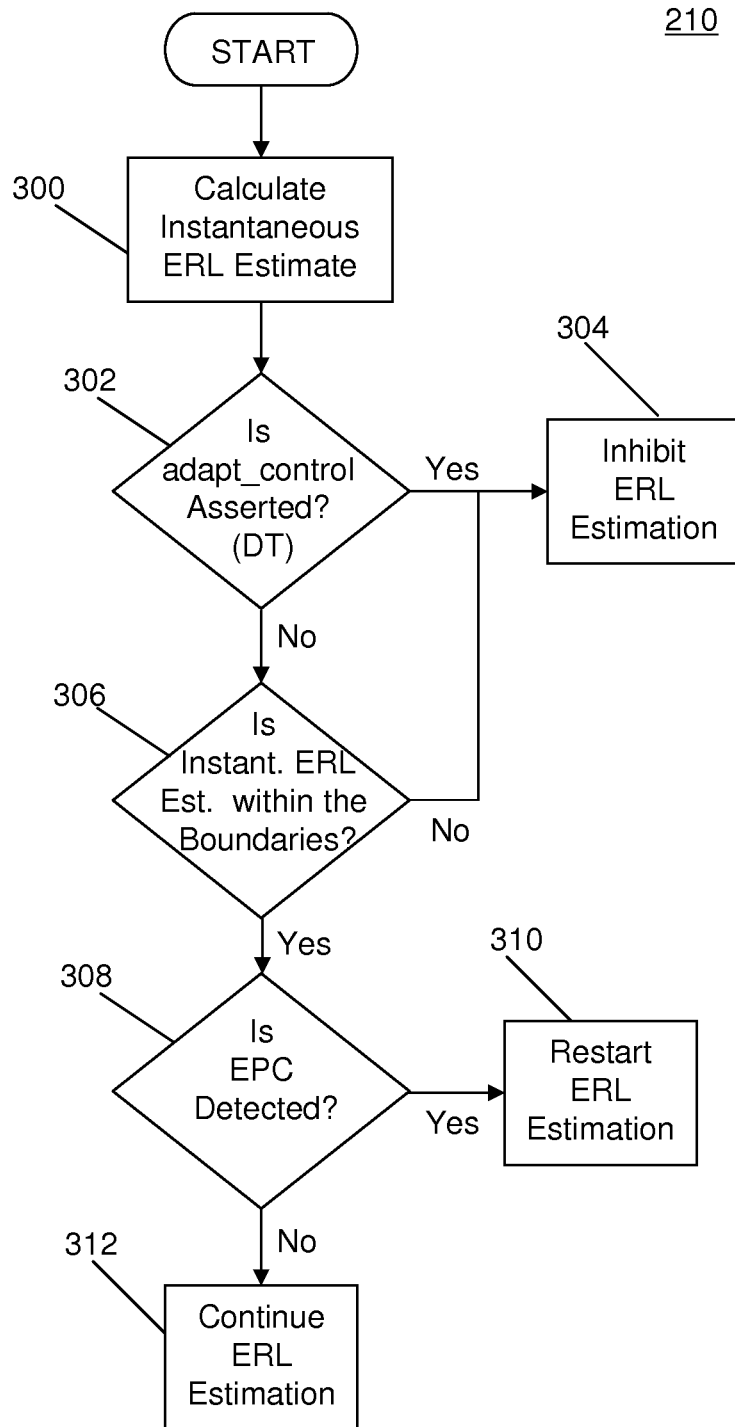 210
START
300
Calculate
Instantaneous
ERL Estimate
304
302
Is
adapt_control
Asserted?
(DT)
Yes
Inhibit
ERL
Estimation
No
306
Is
Instant. ERL
Est. within the
Boundaries?
No
Yes
310
308
Is
EPC
Detected?
Yes
Restart
ERL
Estimation
No
312
Continue
ERL
Estimation